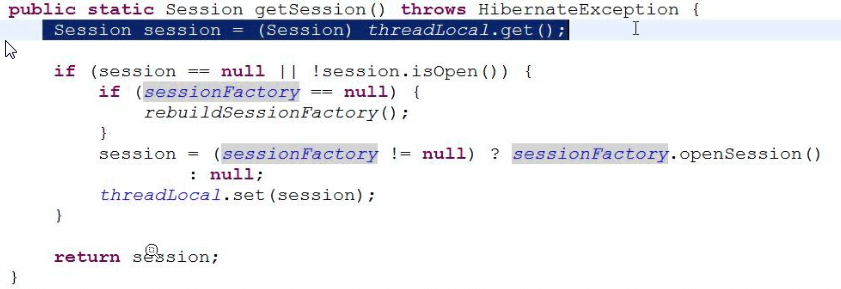 public static Session getSession() throws HibernateException {
    Session session = (Session) threadLocal.get();
    if (session == null || !session.isOpen()) {
        if (sessionFactory == null) {
            rebuildSessionFactory();
        }
        session = (sessionFactory != null) ? sessionFactory.openSession()
                : null;
        threadLocal.set(session);
    }
    return session;
}